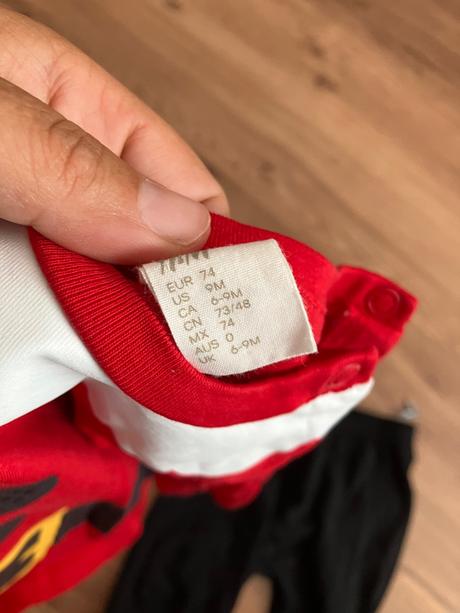 H&M
EUR 74
US 9M
CA 6-9M
CN 73/48
MX 74
AUS 0
UK 6-9M